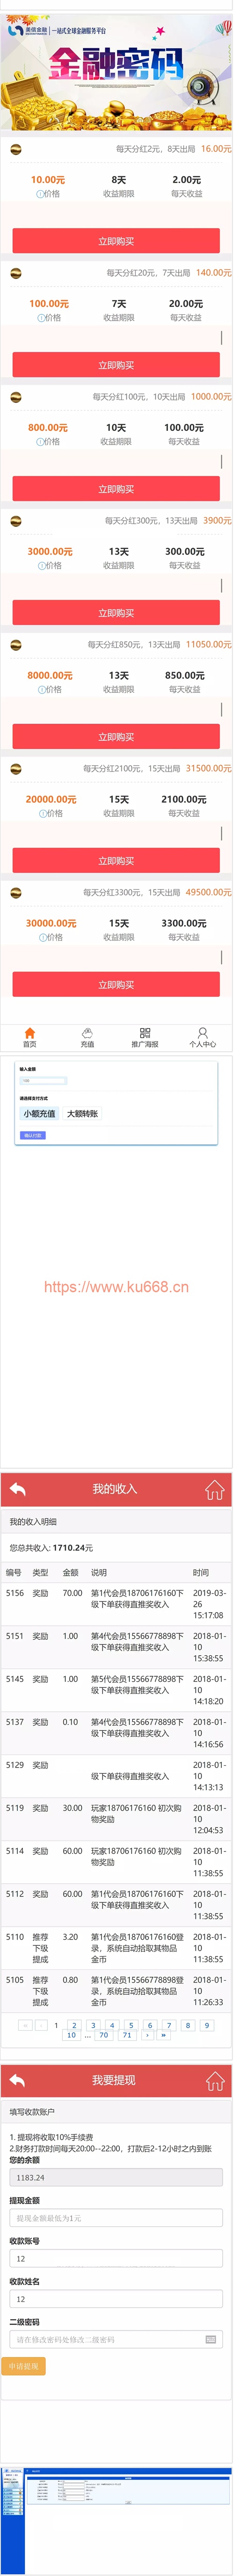 一站式全球金融服务平台
金融密码
每天分红2元，8天出局 16.00元
10.00元 8天 2.00元
价格 收益期限 每天收益
立即购买
每天分红20元，7天出局 140.00元
100.00元 7天 20.00元
价格 收益期限 每天收益
立即购买
每天分红100元，10天出局 1000.00元
800.00元 10天 100.00元
价格 收益期限 每天收益
立即购买
每天分红300元，13天出局 3900元
3000.00元 13天 300.00元
价格 收益期限 每天收益
立即购买
每天分红850元，13天出局 11050.00元
8000.00元 13天 850.00元
价格 收益期限 每天收益
立即购买
每天分红2100元，15天出局 31500.00元
20000.00元 15天 2100.00元
价格 收益期限 每天收益
立即购买
每天分红3300元，15天出局 49500.00元
30000.00元 15天 3300.00元
价格 收益期限 每天收益
立即购买
首页 充值 推广海报 个人中心
输入金额
请选择支付方式
小额充值 大额转账
确认付款
https://www.ku668.cn
我的收入
我的收入明细
您总共收入: 1710.24元
编号 类型 金额 说明 时间
5156 奖励 70.00 第1代会员18706176160下 2019-03-
级下单获得直推奖收入 26
15:17:08
5151 奖励 1.00 第4代会员15566778898下 2018-01-
级下单获得直推奖收入 10
15:38:55
5145 奖励 1.00 第5代会员15566778898下 2018-01-
级下单获得直推奖收入 10
14:18:20
5137 奖励 0.10 第4代会员15566778898下 2018-01-
级下单获得直推奖收入 10
14:16:56
5129 奖励 2018-01-
级下单获得直推奖收入 10
14:13:13
5119 奖励 30.00 玩家18706176160 初次购 2018-01-
物奖励 10
12:04:53
5114 奖励 60.00 玩家18706176160 初次购 2018-01-
物奖励 10
11:38:55
5112 奖励 60.00 第1代会员18706176160下 2018-01-
级下单获得直推奖收入 10
11:38:55
5110 推荐 3.20 第1代会员18706176160登 2018-01-
下级 录，系统自动拾取其物品 10
提成 金币 11:38:55
5105 推荐 0.80 第1代会员15566778898登 2018-01-
下级 录，系统自动拾取其物品 10
提成 金币 11:26:33
« ‹ 1 2 3 4 5 6 7 8 9
10 ... 70 71 › »
我要提现
填写收款账户
1. 提现将收取10%手续费
2.财务打款时间每天20:00--22:00，打款后2-12小时之内到账
您的余额
1183.24
提现金额
提现金额最低为1元
收款账号
12
收款姓名
12
二级密码
请在修改密码处修改二级密码
申请提现